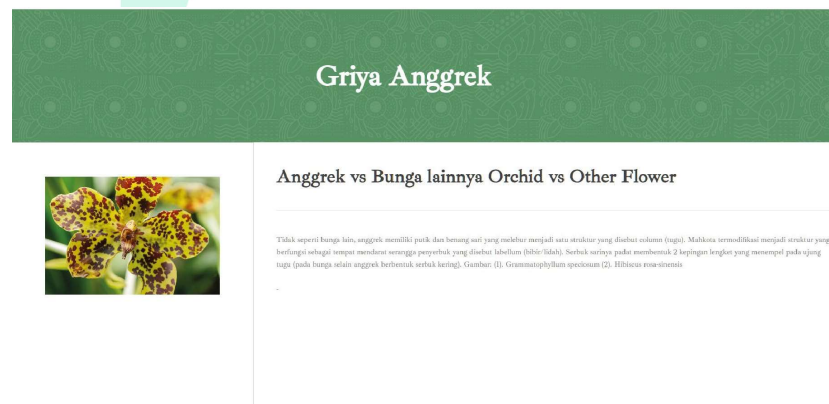 Griya Anggrek
Anggrek vs Bunga lainnya Orchid vs Other Flower
Tidak seperti bunga lain, anggrek memiliki putik dan benang sari yang melebur menjadi satu struktur yang disebut column (tugu). Mahkota termodifikasi menjadi struktur yang
berfungsi sebagai tempat mendarat serangga penyerbuk yang disebut labellum (bibir/lidah). Serbuk sarinya padat membentuk 2 kepingan lengket yang menempel pada ujung
tugu (pada bunga selain anggrek berbentuk serbuk kering). Gambar: (1). Grammatophyllum speciosum (2). Hibiscus rosa-sinensis
-